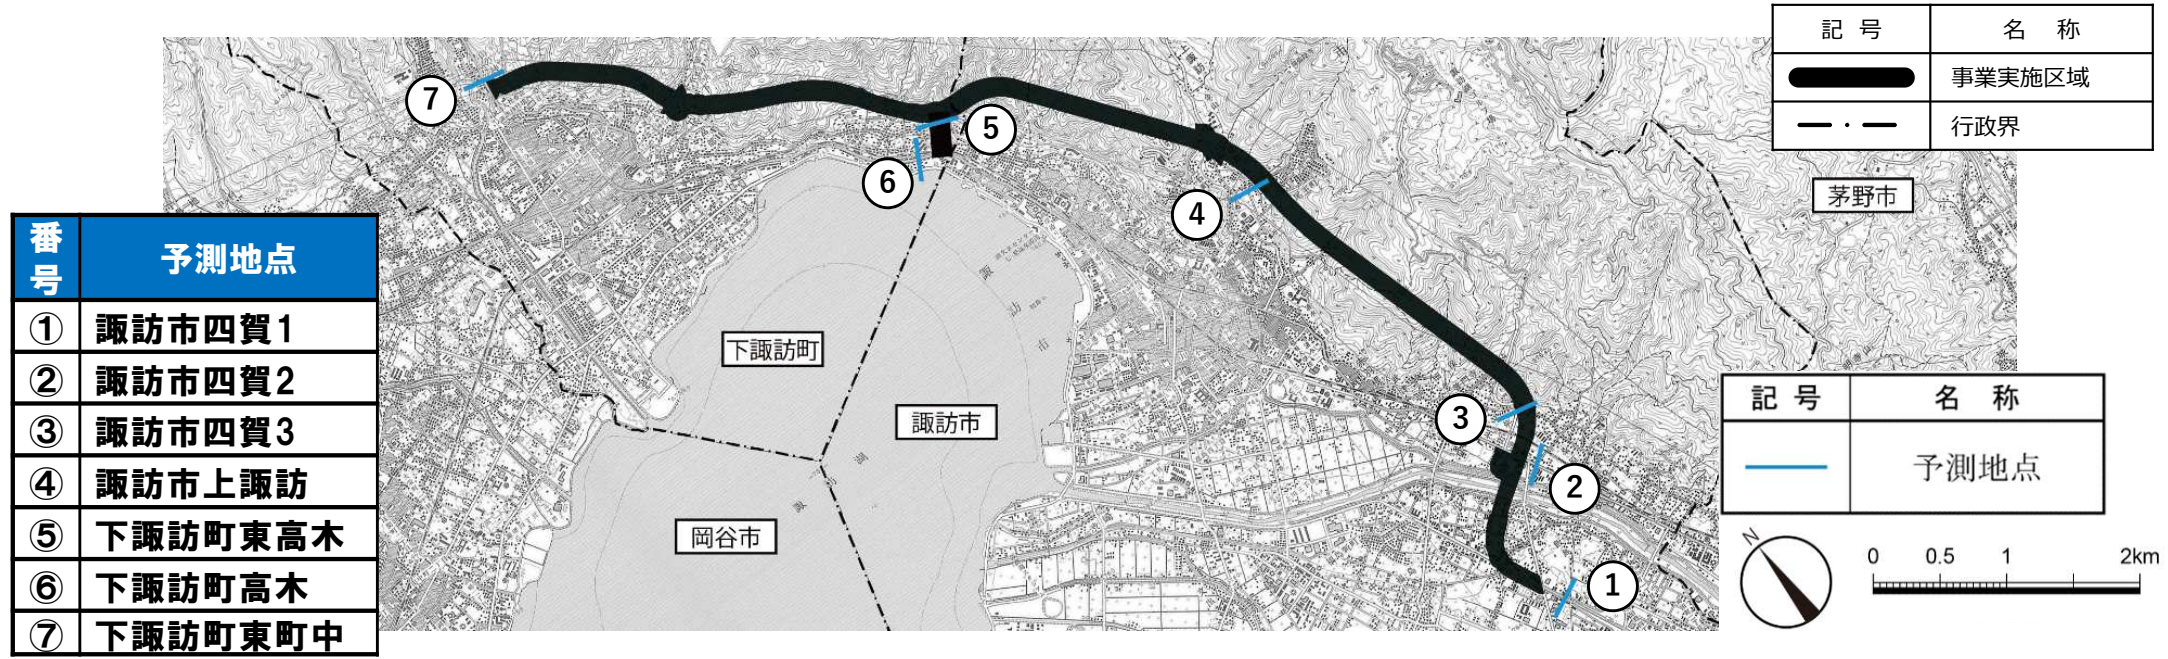 記号 名称
事業実施区域
行政界
茅野市
⑦
⑤
⑥
④
下諏訪町
諏訪市
岡谷市
③
②
①
番号 予測地点
① 諏訪市四賀1
② 諏訪市四賀2
③ 諏訪市四賀3
④ 諏訪市上諏訪
⑤ 下諏訪町東高木
⑥ 下諏訪町高木
⑦ 下諏訪町東町中
記号 名称
予測地点
N
0 0.5 1 2km